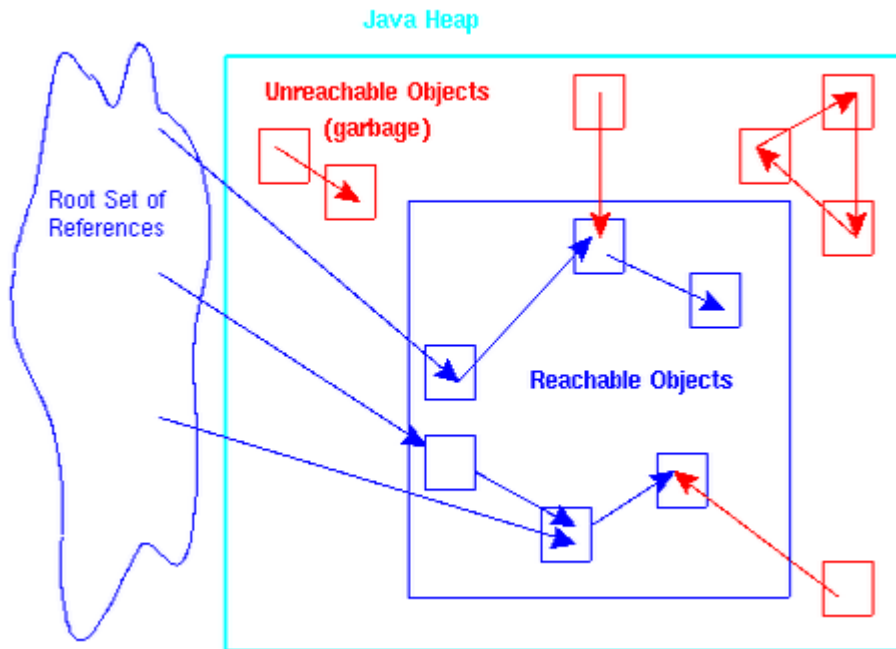 Java Heap
Unreachable Objects
(garbage)
Root Set of
References
Reachable Objects